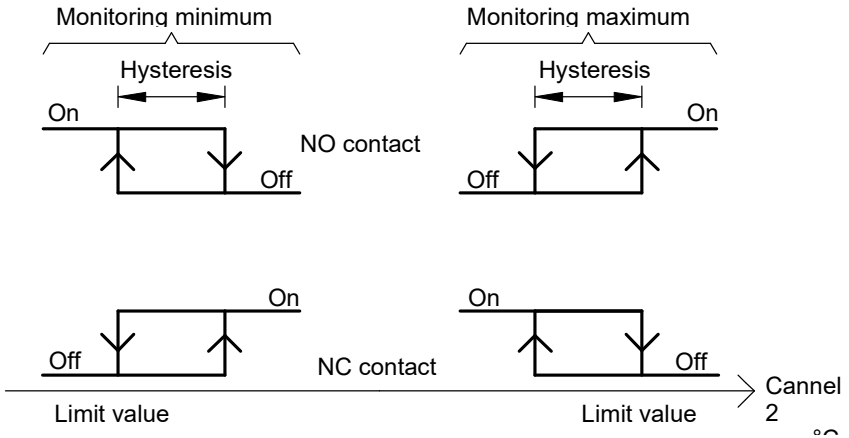 Monitoring minimum
Monitoring maximum
Hysteresis
Hysteresis
On
On
NO contact
Off
Off
On
On
Off
NC contact
Off
Limit value
Limit value
Cannel
2
°C